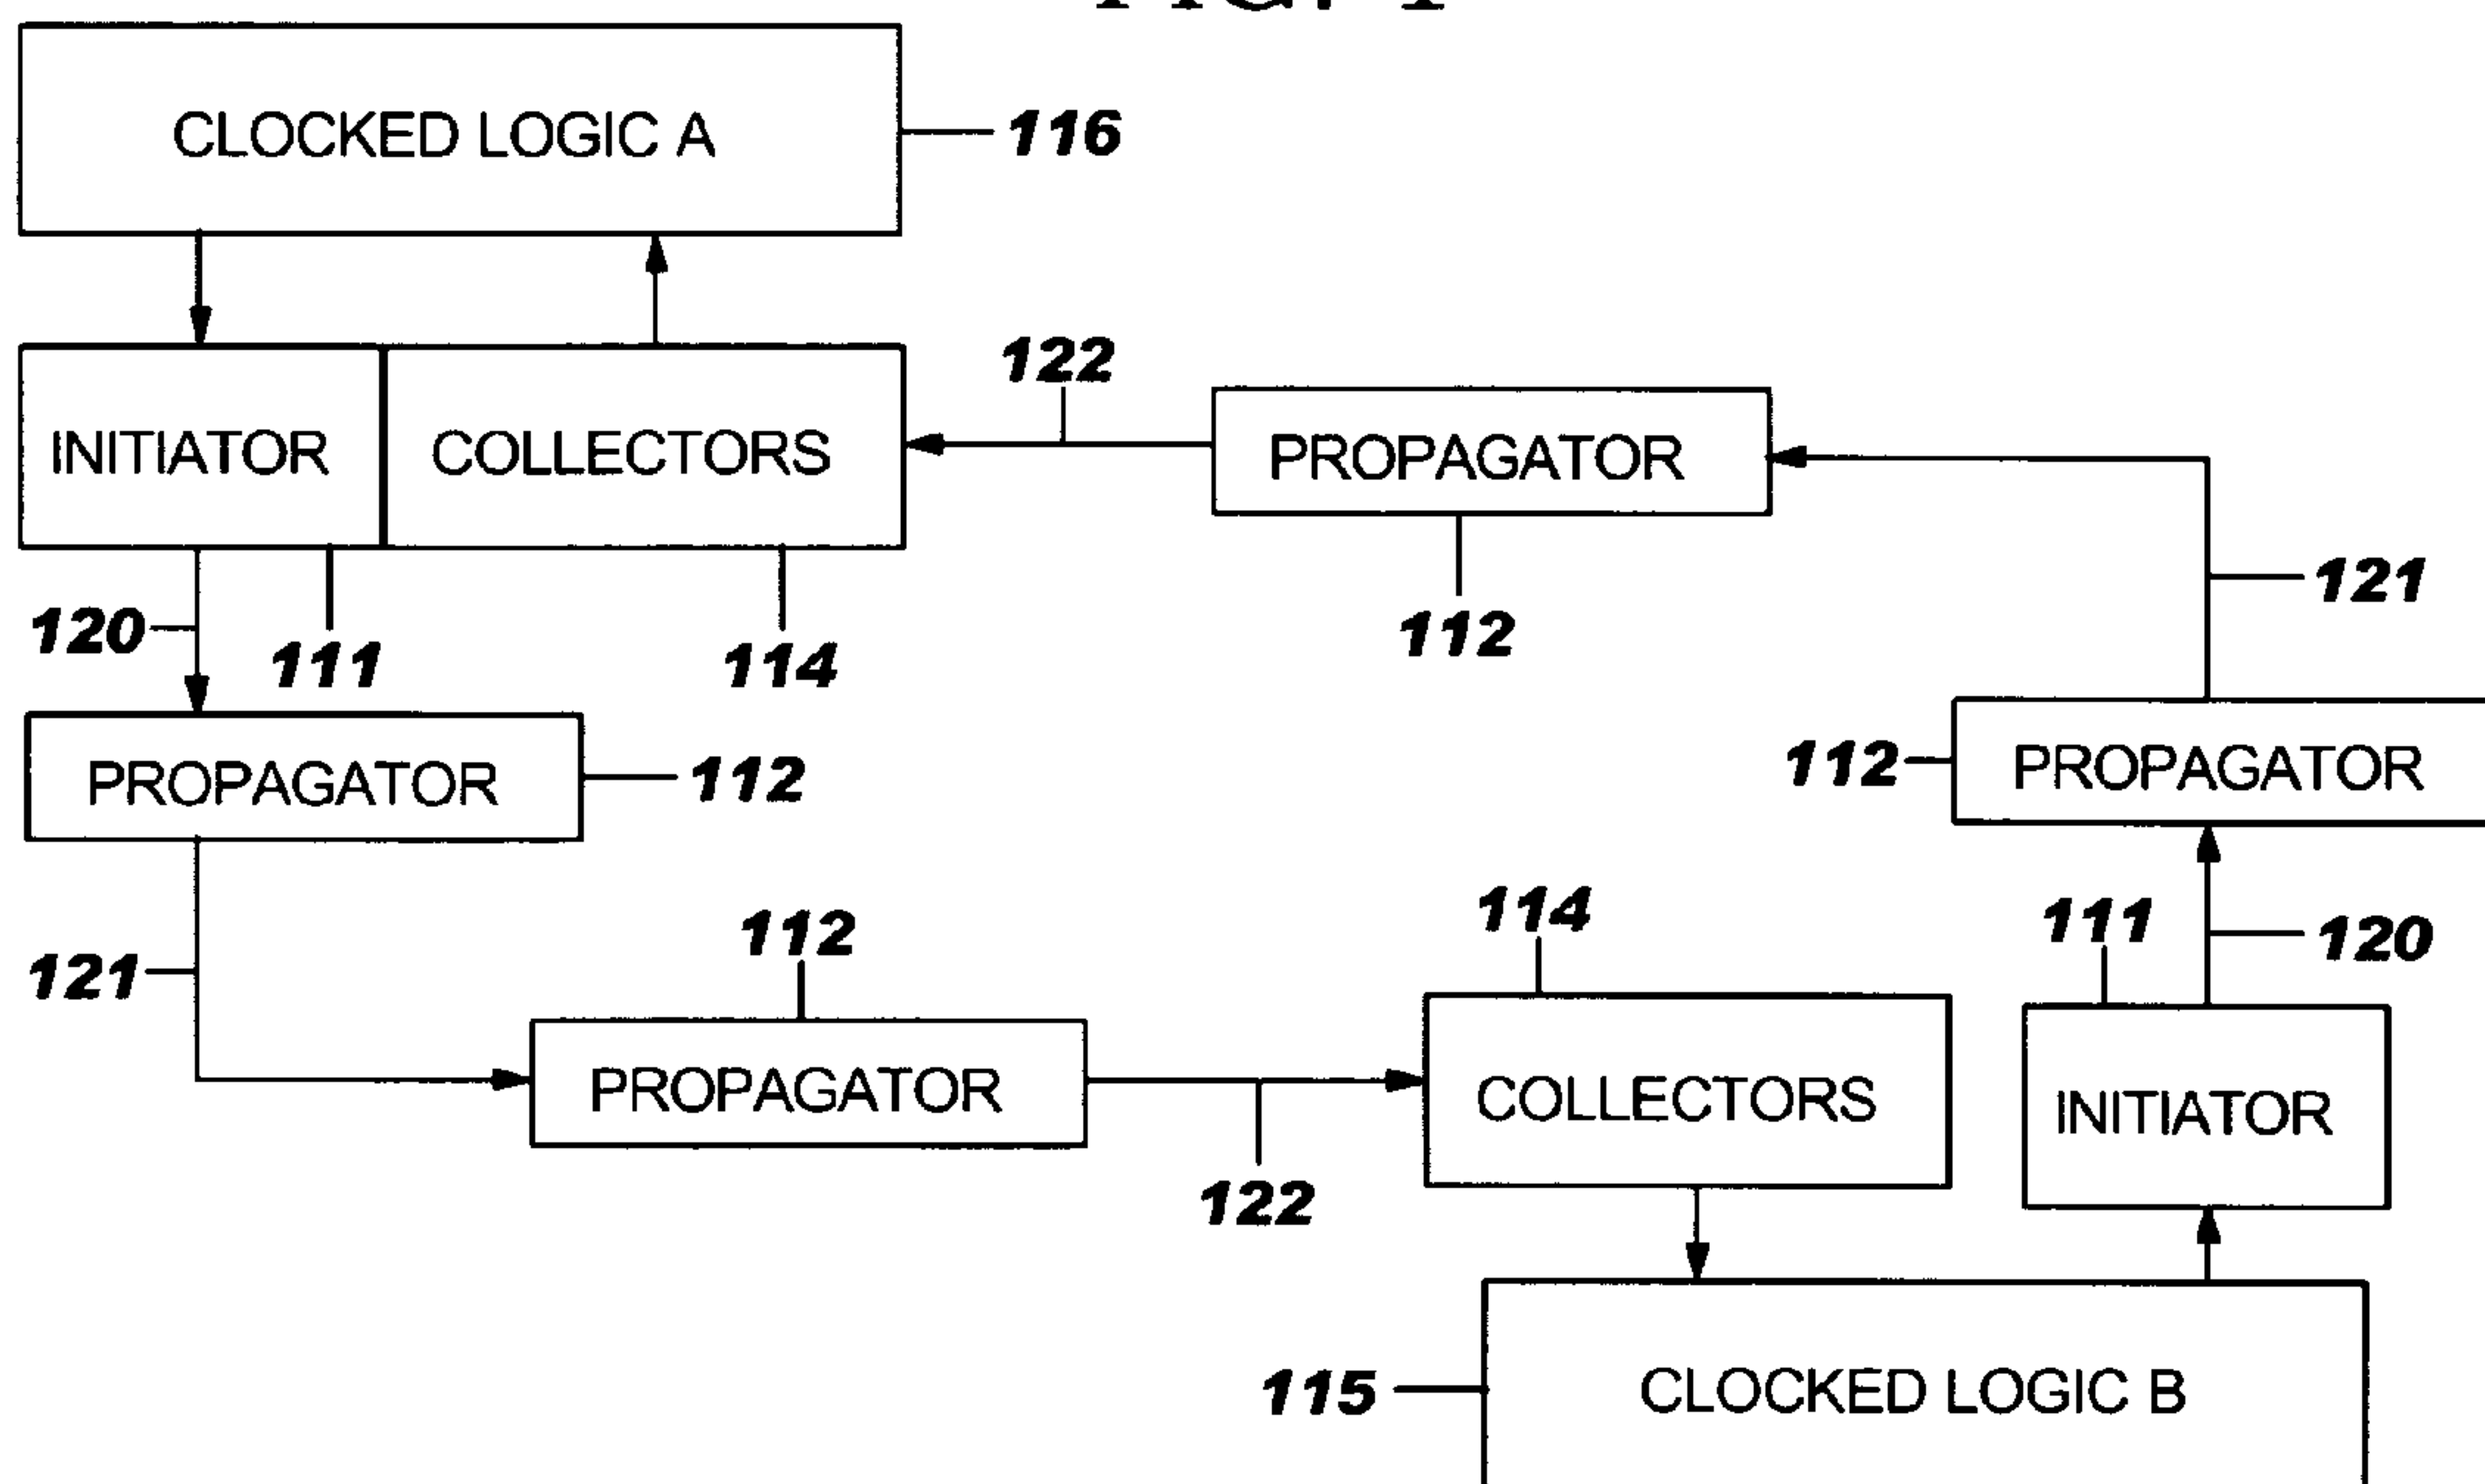 CLOCKED LOGIC A
116
INITIATOR
COLLECTORS
122
PROPAGATOR
121
120
111
114
112
PROPAGATOR
112
112
PROPAGATOR
121
112
114
111
120
PROPAGATOR
122
COLLECTORS
INITIATOR
115
CLOCKED LOGIC B